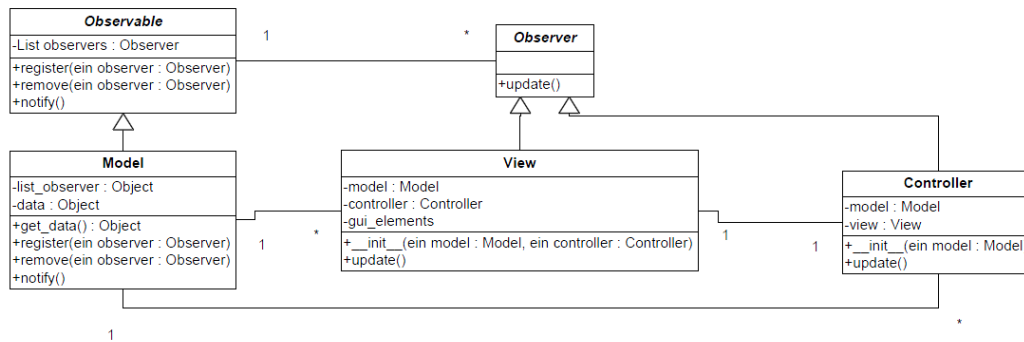 Observable
-List observers : Observer
+register(ein observer : Observer)
+remove(ein observer : Observer)
+notify()
1
*
Observer
+update()
Model
-list_observer : Object
-data : Object
+get_data() : Object
+register(ein observer : Observer)
+remove(ein observer : Observer)
+notify()
1
*
View
-model : Model
-controller : Controller
-gui_elements
+__init__(ein model : Model, ein controller : Controller)
+update()
1
1
Controller
-model : Model
-view : View
+__init__(ein model : Model
+update()
1
*